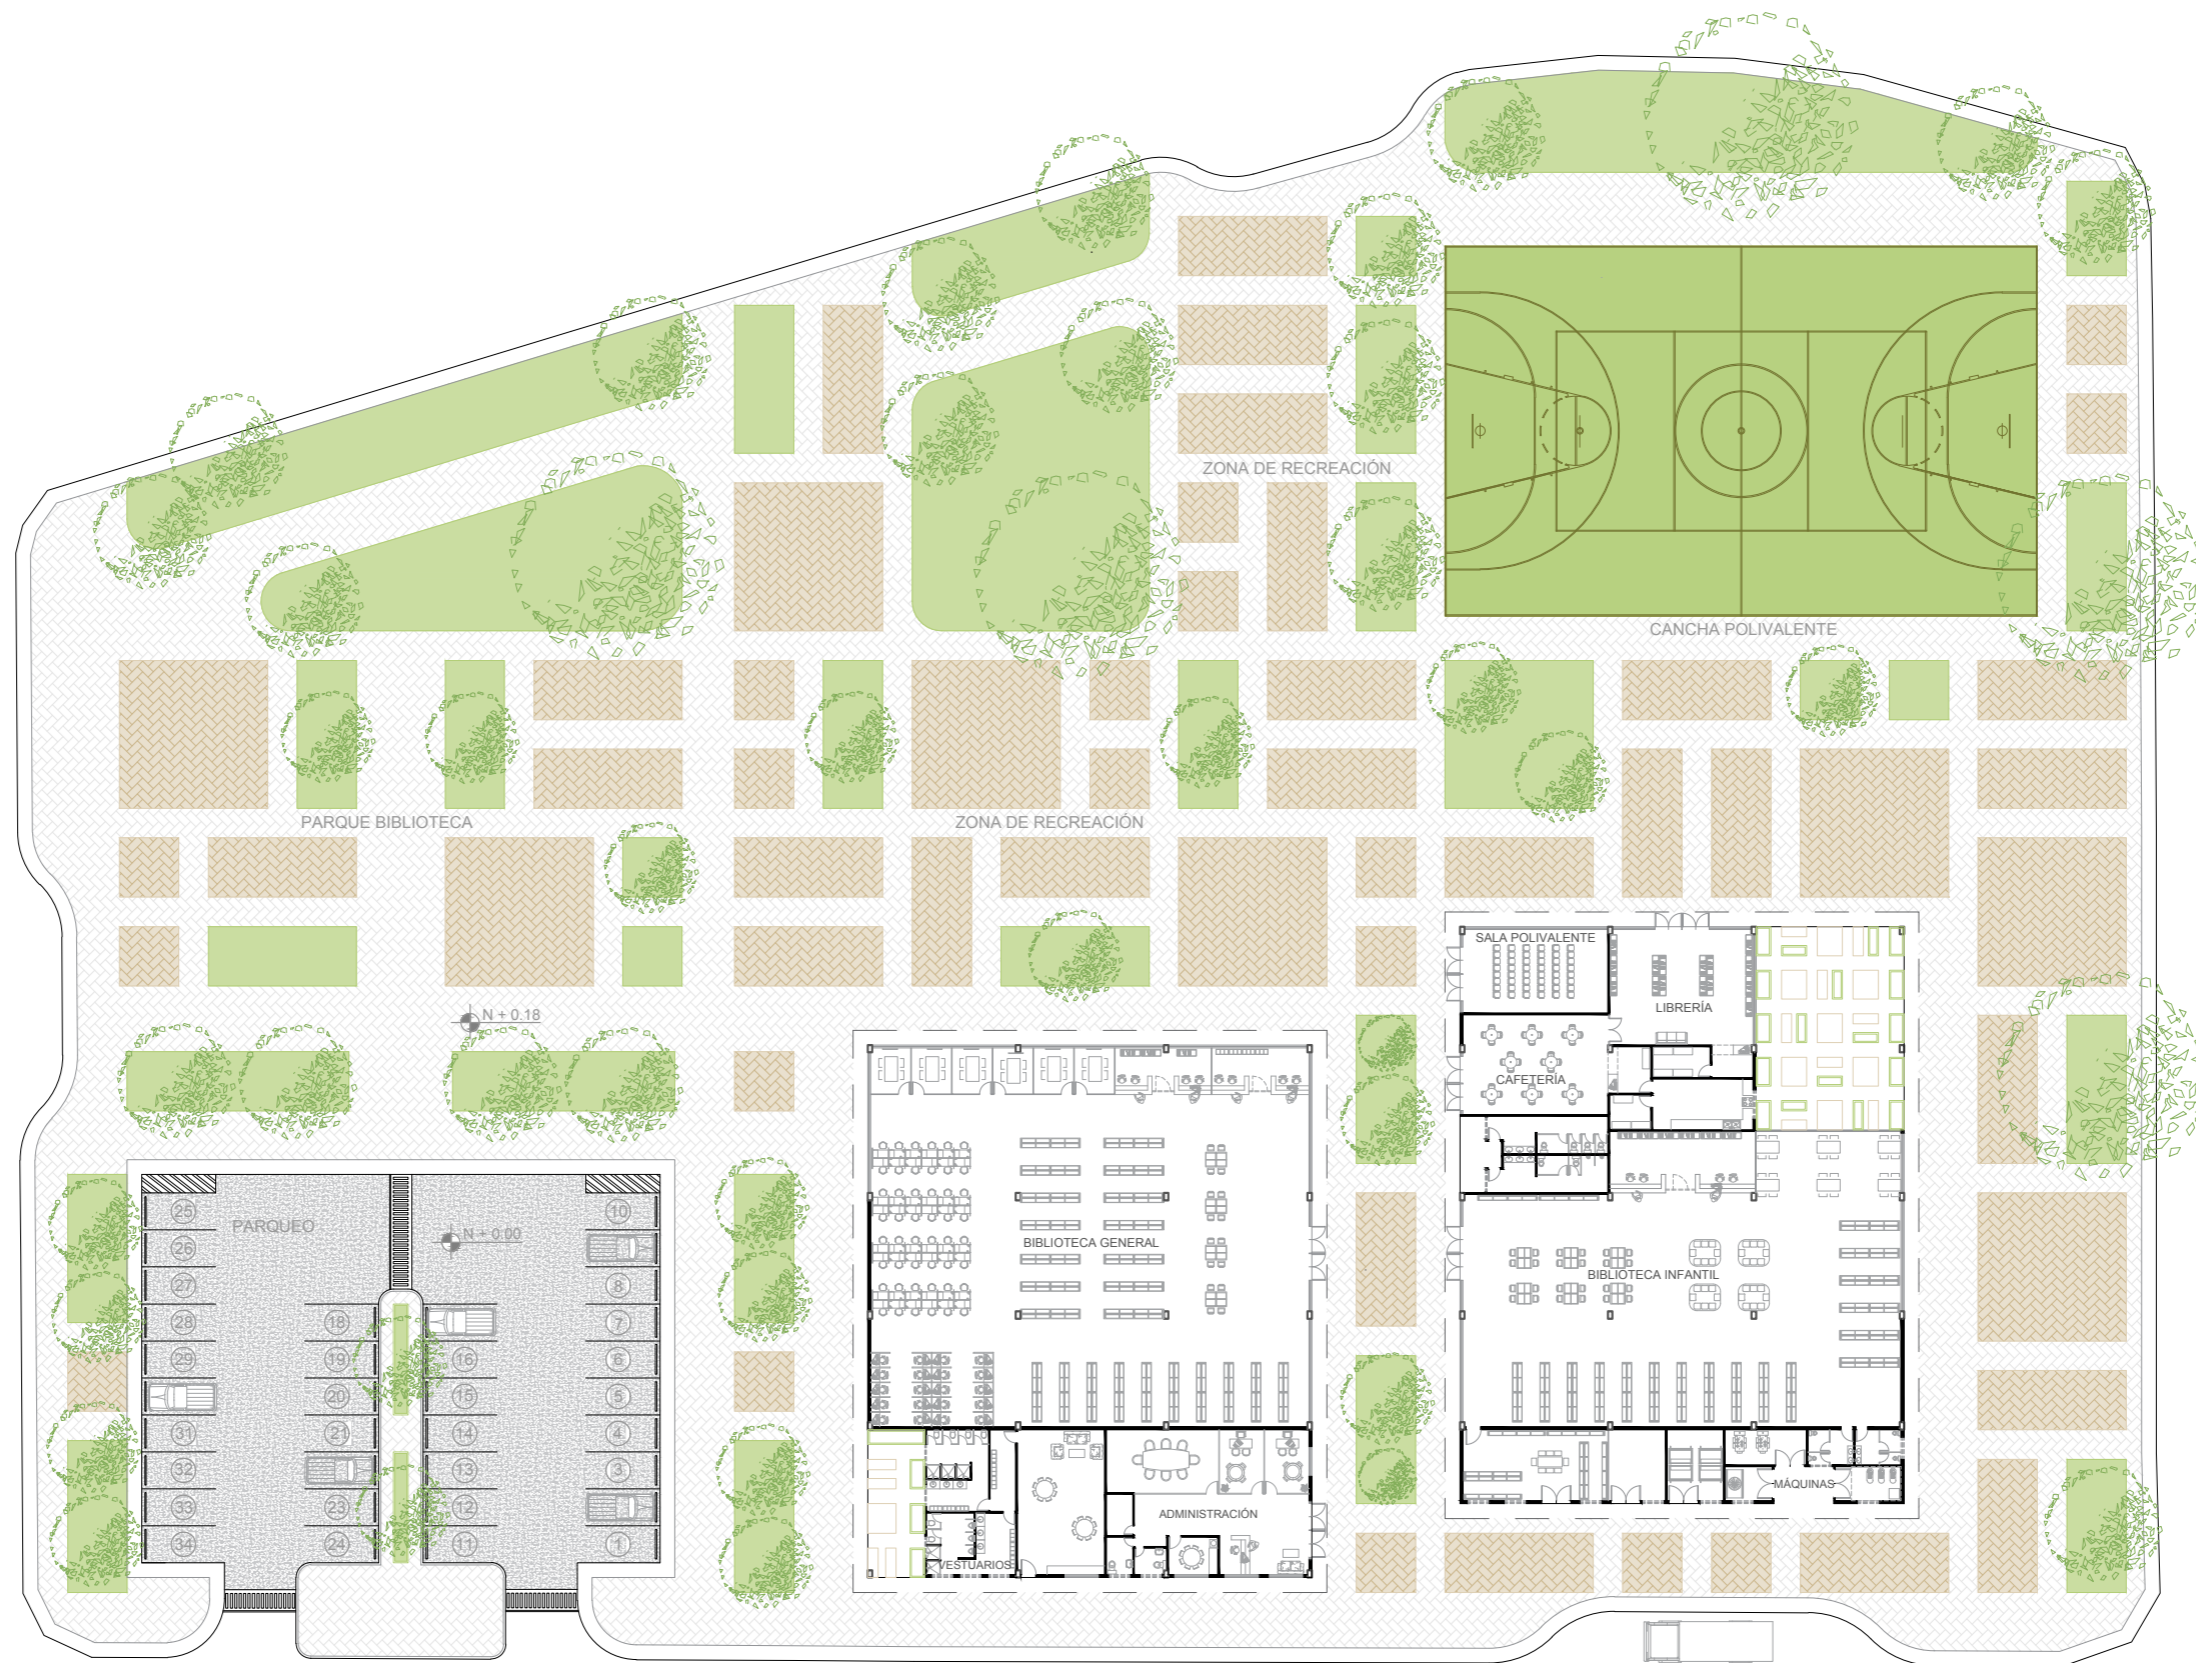 ZONA DE RECREACIÓN
CANCHA POLIVALENTE
PARQUE BIBLIOTECA
ZONA DE RECREACIÓN
SALA POLIVALENTE
LIBRERÍA
N + 0.18
CAFETERÍA
25
PARQUEO
10
N + 0.00
26
BIBLIOTECA GENERAL
BIBLIOTECA INFANTIL
27
8
28
18
7
29
19
16
6
20
15
5
31
21
14
4
32
13
3
MÁQUINAS
33
23
12
ADMINISTRACIÓN
34
24
11
1
VESTUARIOS